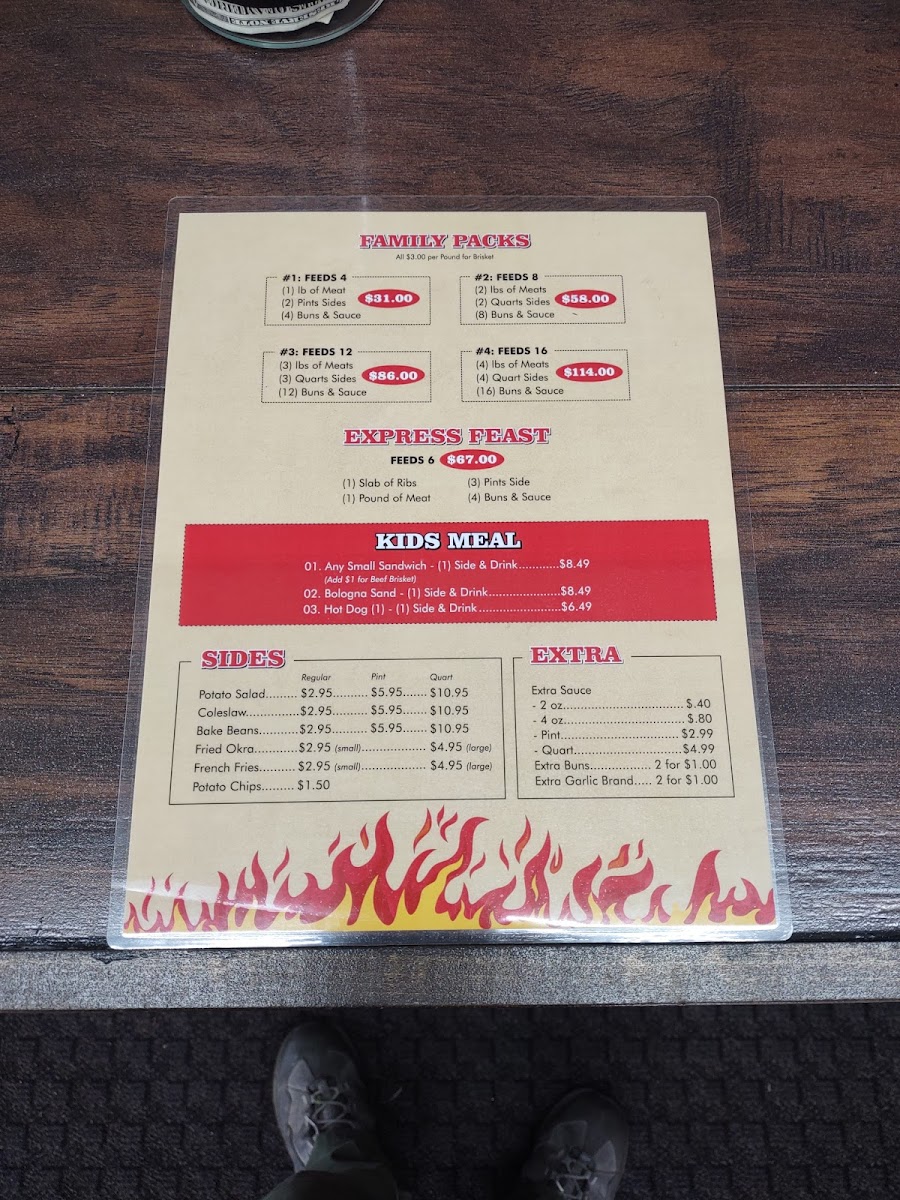 FAMILY PACKS
All $3.00 per Pound for Brisket
#1: FEEDS 4
(1) lb of Meat
(2) Pints Sides
(4) Buns & Sauce
$31.00
#2: FEEDS 8
(2) lbs of Meats
(2) Quarts Sides
(8) Buns & Sauce
$58.00
#3: FEEDS 12
(3) lbs of Meats
(3) Quarts Sides
(12) Buns & Sauce
$86.00
#4: FEEDS 16
(4) lbs of Meats
(4) Quart Sides
(16) Buns & Sauce
$114.00
EXPRESS FEAST
FEEDS 6 $67.00
(1) Slab of Ribs
(1) Pound of Meat
(3) Pints Side
(4) Buns & Sauce
KIDS MEAL
01. Any Small Sandwich - (1) Side & Drink............$8.49
(Add $1 for Beef Brisket)
02. Bologna Sand - (1) Side & Drink.....................$8.49
03. Hot Dog (1) - (1) Side & Drink........................$6.49
SIDES
Regular Pint Quart
Potato Salad......... $2.95.......... $5.95....... $10.95
Coleslaw...............$2.95.......... $5.95....... $10.95
Bake Beans...........$2.95.......... $5.95....... $10.95
Fried Okra............$2.95 (small)................... $4.95 (large)
French Fries.......... $2.95 (small)................... $4.95 (large)
Potato Chips......... $1.50
EXTRA
Extra Sauce
- 2 oz.................................. $.40
- 4 oz.................................. $.80
- Pint..................................$2.99
- Quart...............................$4.99
Extra Buns................. 2 for $1.00
Extra Garlic Brand..... 2 for $1.00